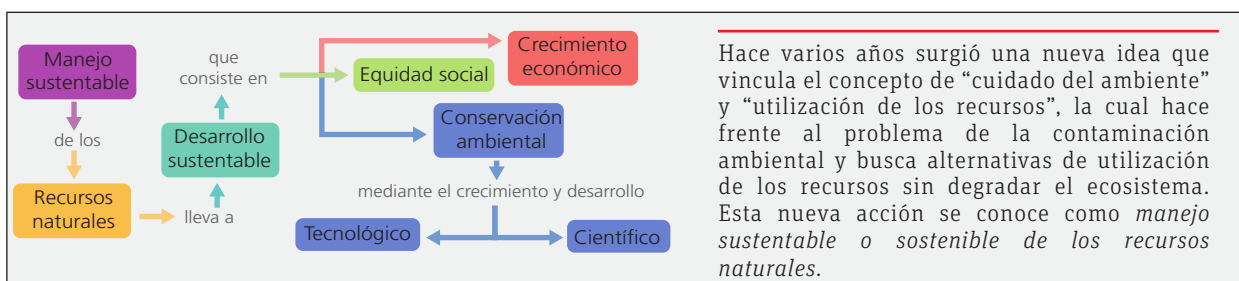 Manejo
sustentable
de los
Recursos
naturales
lleva a
Desarrollo
sustentable
que
consiste en
Crecimiento
económico
Equidad social
Conservación
ambiental
mediante el crecimiento y desarrollo
Tecnológico
Científico
Hace varios años surgió una nueva idea que
vincula el concepto de “cuidado del ambiente”
y “utilización de los recursos”, la cual hace
frente al problema de la contaminación
ambiental y busca alternativas de utilización
de los recursos sin degradar el ecosistema.
Esta nueva acción se conoce como manejo
sustentable o sostenible de los recursos
naturales.